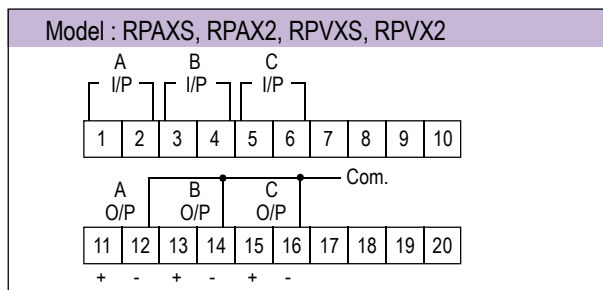 Model : RPAXS, RPAX2, RPVXS, RPVX2
A B C
I/P I/P I/P
1 2 3 4 5 6 7 8 9 10
Com.
A B C
O/P O/P O/P
11 12 13 14 15 16 17 18 19 20
+ - + - + -